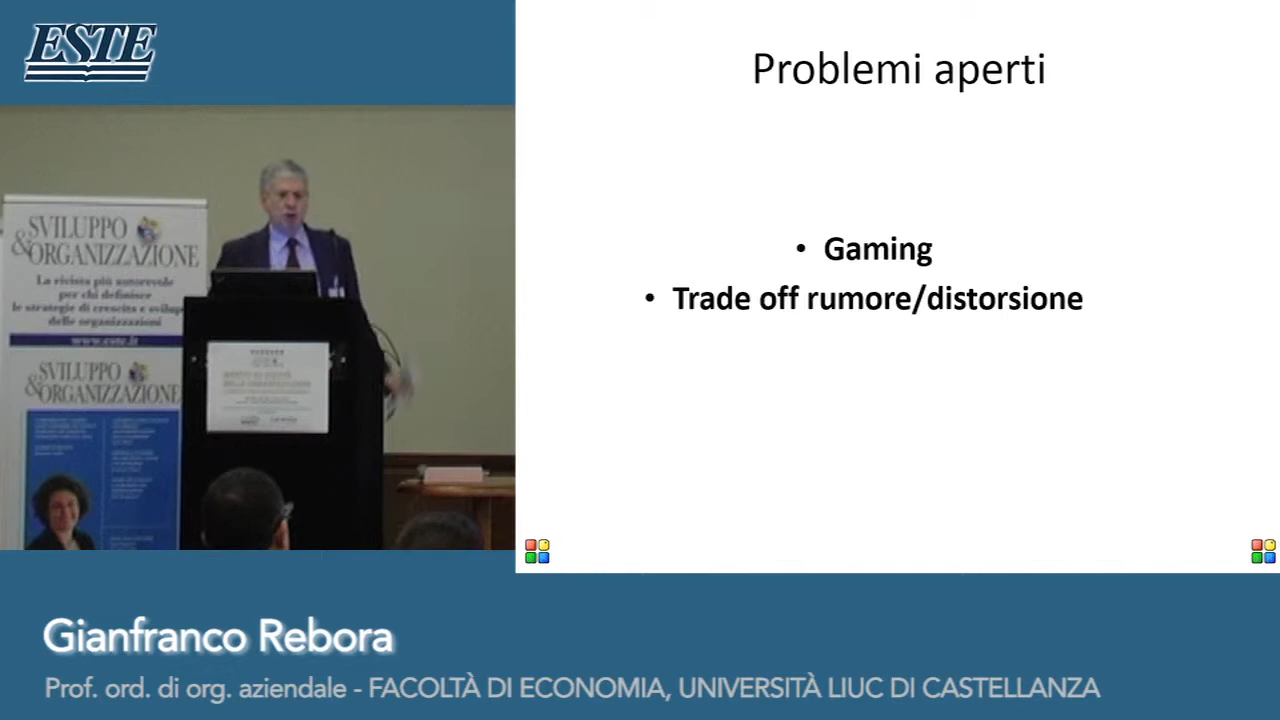 ESTE
Problemi aperti
• Gaming
• Trade off rumore/distorsione
SVILUPPO
&ORGANIZZAZIONE
La rivista più autorevole
per chi definisce
le strategie di crescita e svilup
delle organizzazioni
www.este.it
SVILUPPO
&ORGANIZZAZIONE
Gianfranco Rebora
Prof. ord. di org. aziendale - FACOLTÀ DI ECONOMIA, UNIVERSITÀ LIUC DI CASTELLANZA